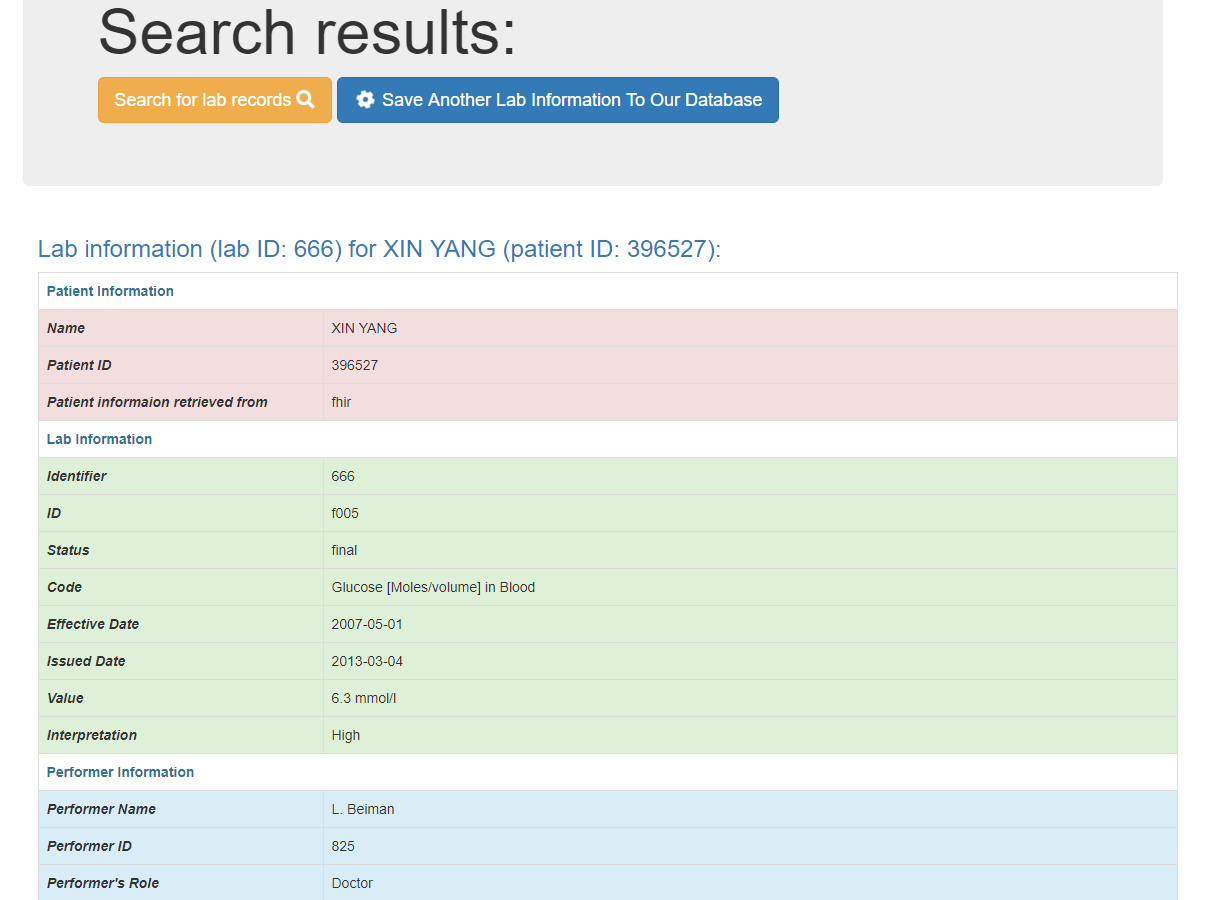 Search results:
Search for lab records
Save Another Lab Information To Our Database
Lab information (lab ID: 666) for XIN YANG (patient ID: 396527):
Patient Information
Name XIN YANG
Patient ID 396527
Patient informaion retrieved from fhir
Lab Information
Identifier 666
ID f005
Status final
Code Glucose [Moles/volume] in Blood
Effective Date 2007-05-01
Issued Date 2013-03-04
Value 6.3 mmol/l
Interpretation High
Performer Information
Performer Name L. Beiman
Performer ID 825
Performer's Role Doctor